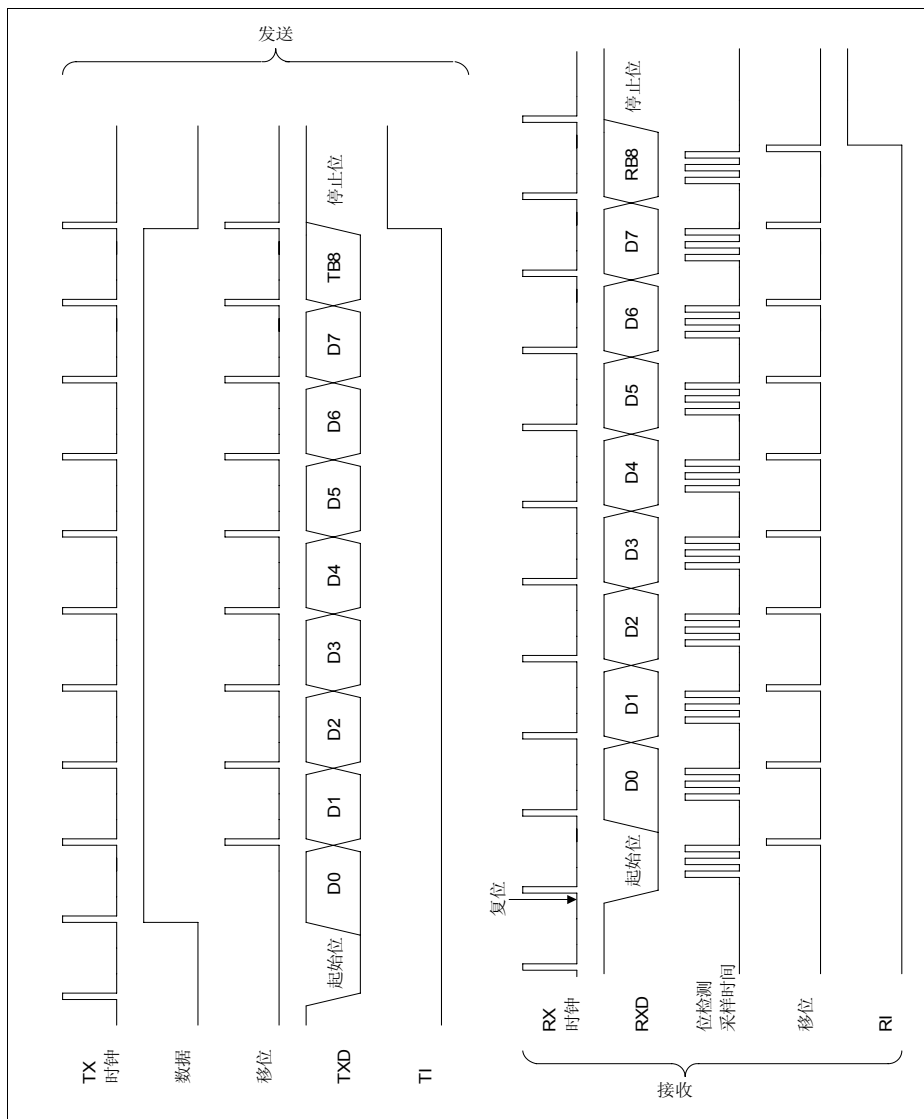 发送
TX
时钟
数据
移位
TXD
起始位
D0
D1
D2
D3
D4
D5
D6
D7
TB8
停止位
TI
RX
时钟
复位
RXD
起始位
D0
D1
D2
D3
D4
D5
D6
D7
RB8
停止位
位检测
采样时间
移位
RI
接收